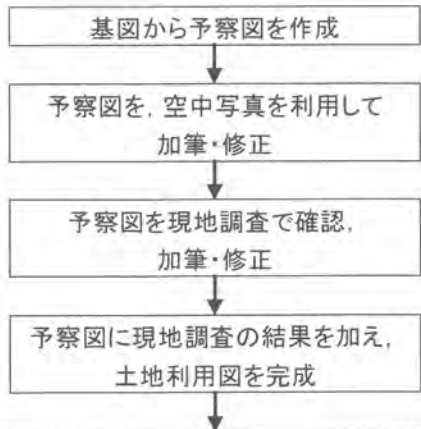 基図から予察図を作成
予察図を，空中写真を利用して
加筆・修正
予察図を現地調査で確認，
加筆・修正
予察図に現地調査の結果を加え，
土地利用図を完成